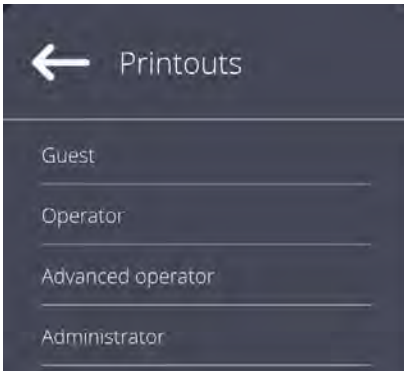 Printouts
Guest
Operator
Advanced operator
Administrator